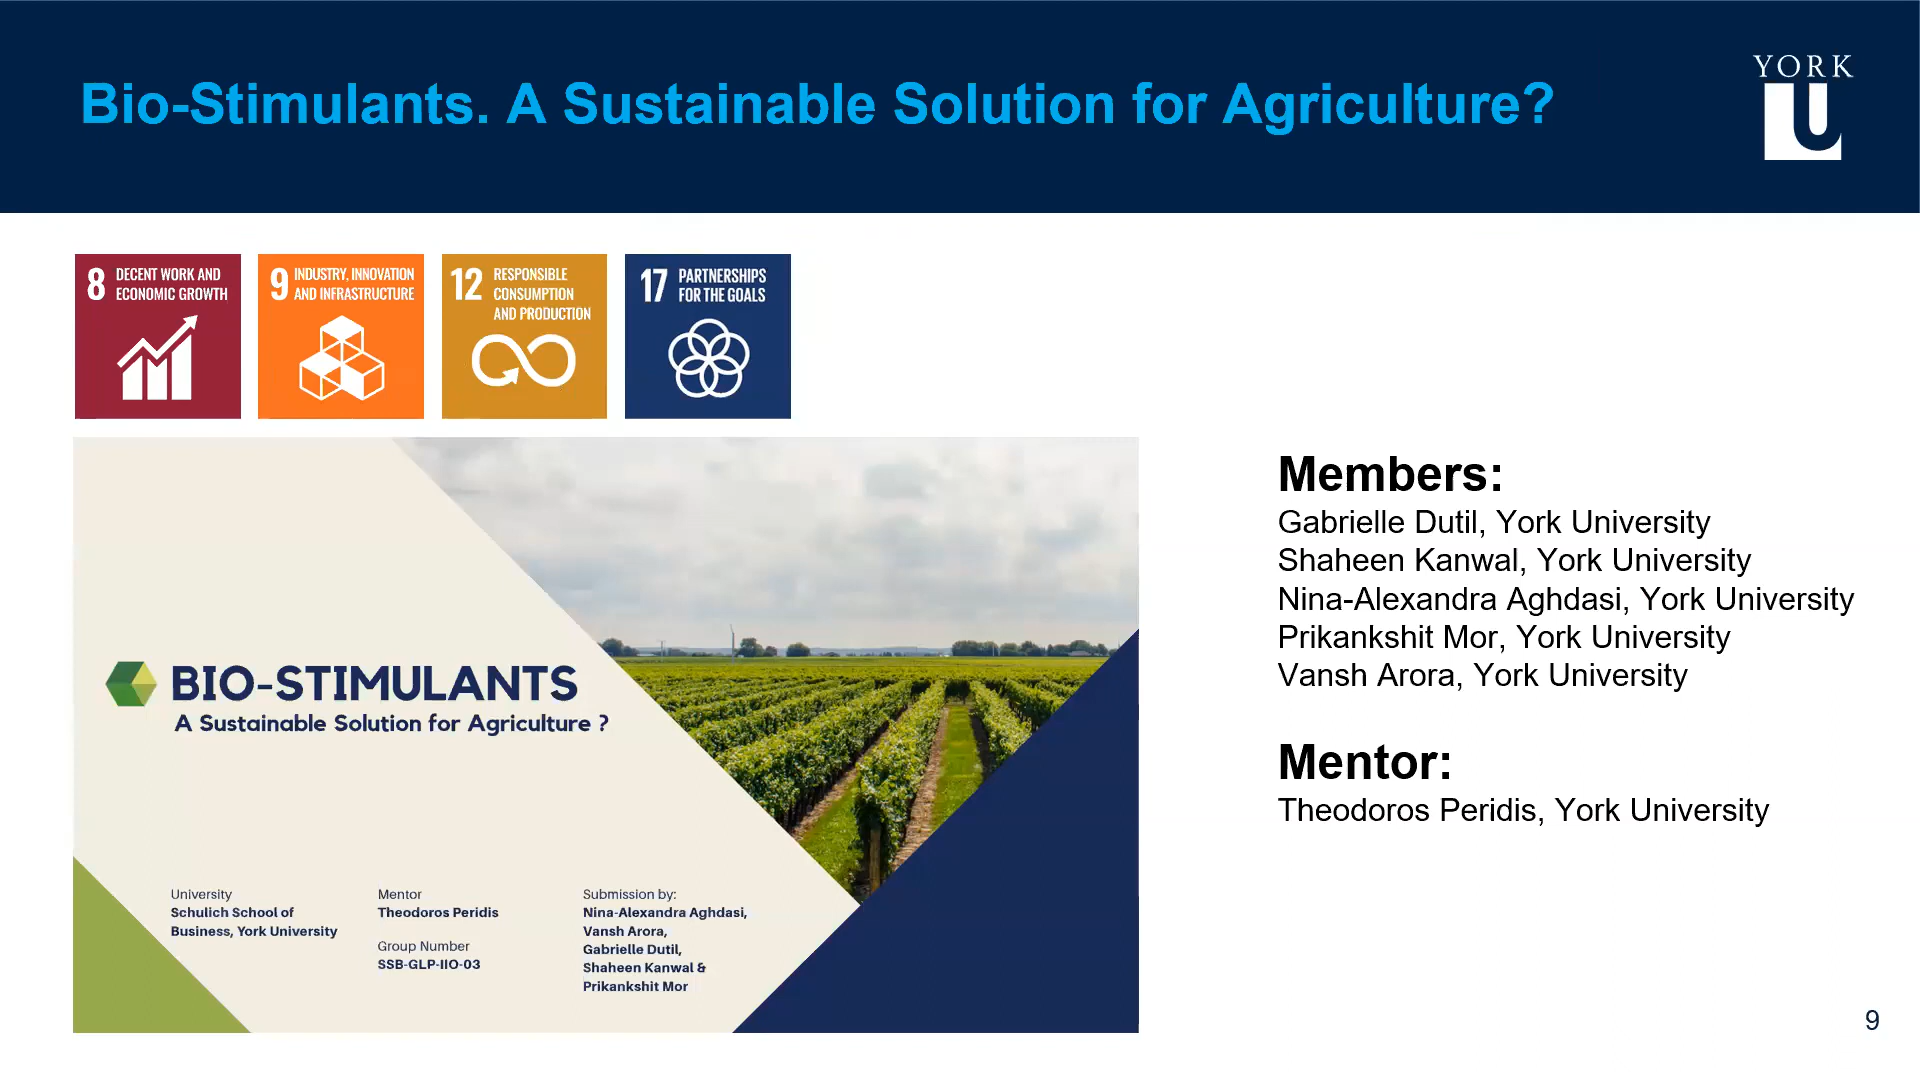 Bio-Stimulants. A Sustainable Solution for Agriculture?
YORK
U
8 DECENT WORK AND
ECONOMIC GROWTH
9 INDUSTRY, INNOVATION
AND INFRASTRUCTURE
12 RESPONSIBLE
CONSUMPTION
AND PRODUCTION
17 PARTNERSHIPS
FOR THE GOALS
BIO-STIMULANTS
A Sustainable Solution for Agriculture ?
University
Schulich School of
Business, York University
Mentor
Theodoros Peridis
Group Number
SSB-GLP-IIO-03
Submission by:
Nina-Alexandra Aghdasi,
Vansh Arora,
Gabrielle Dutil,
Shaheen Kanwal &
Prikankshit Mor
Members:
Gabrielle Dutil, York University
Shaheen Kanwal, York University
Nina-Alexandra Aghdasi, York University
Prikankshit Mor, York University
Vansh Arora, York University
Mentor:
Theodoros Peridis, York University
9